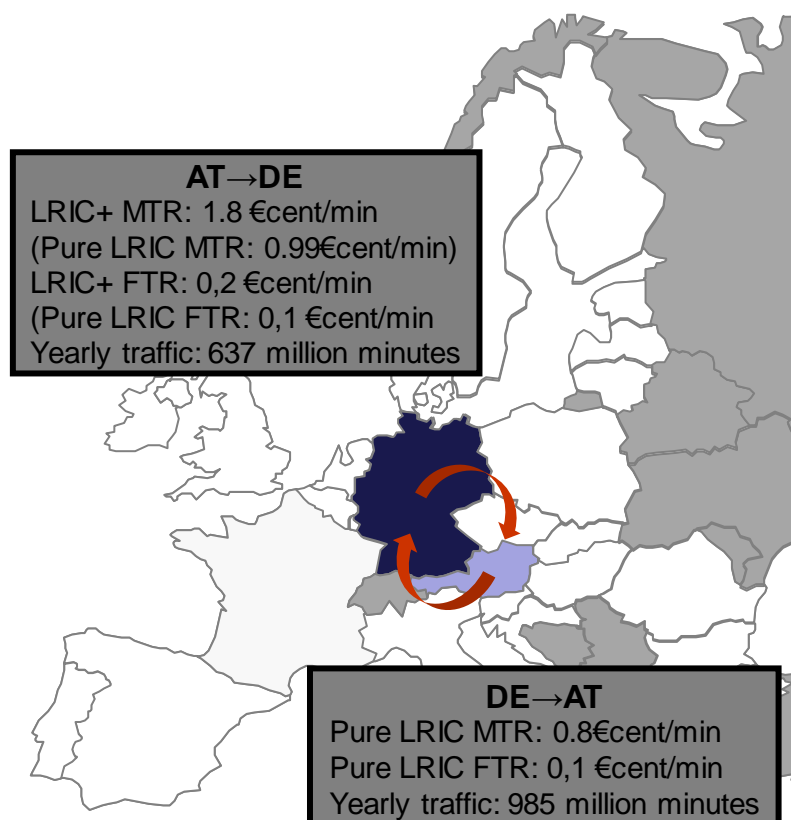 AT→DE
LRIC+ MTR: 1.8 €cent/min
(Pure LRIC MTR: 0.99€cent/min)
LRIC+ FTR: 0,2 €cent/min
(Pure LRIC FTR: 0,1 €cent/min
Yearly traffic: 637 million minutes
DE→AT
Pure LRIC MTR: 0.8€cent/min
Pure LRIC FTR: 0,1 €cent/min
Yearly traffic: 985 million minutes